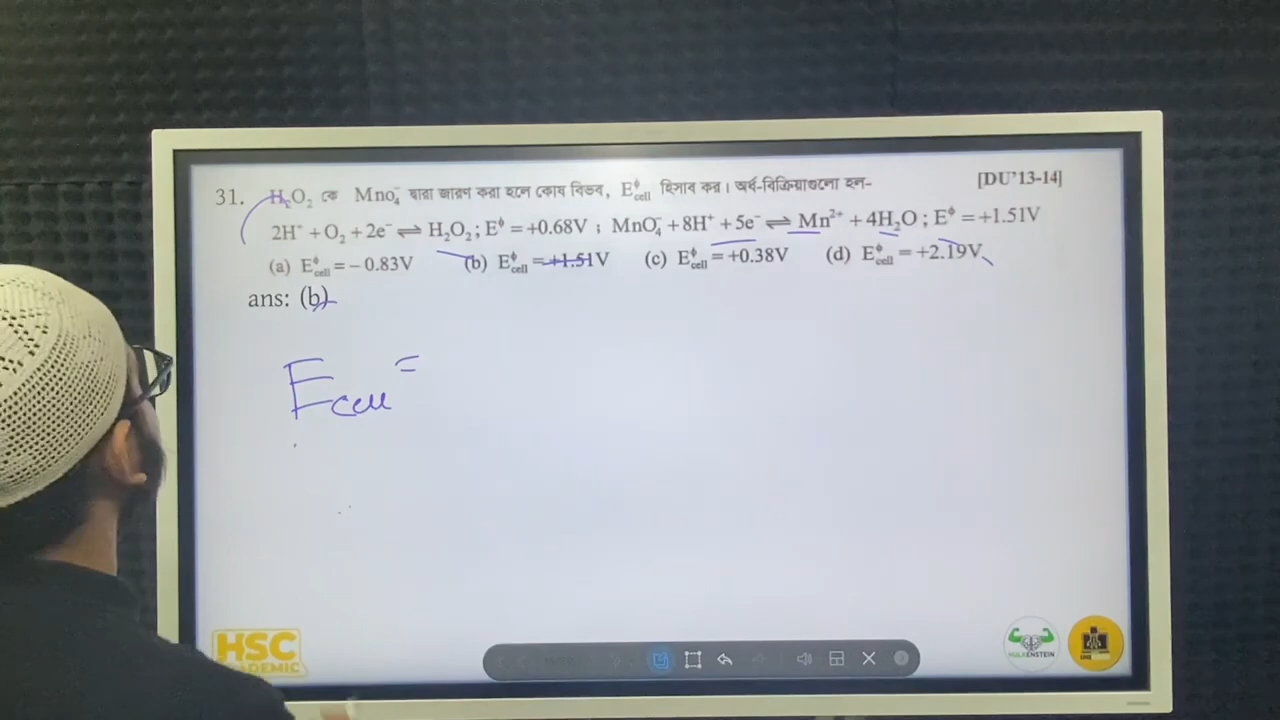 31. H₂O₂ কে Mno₄⁻ দ্বারা জারণ করা হলে কোষ বিভব, E⦵cell হিসাব কর। অর্ধ-বিক্রিয়াগুলো হল- [DU'13-14]
2H⁺ + O₂ + 2e⁻ ⇌ H₂O₂ ; E⦵ = +0.68V ; MnO₄⁻ + 8H⁺ + 5e⁻ ⇌ Mn²⁺ + 4H₂O ; E⦵ = +1.51V
(a) E⦵cell = – 0.83V (b) E⦵cell = +1.51V (c) E⦵cell = +0.38V (d) E⦵cell = +2.19V
ans: (b)
Ecell =
HSC
ACADEMIC
HULKENSTEIN